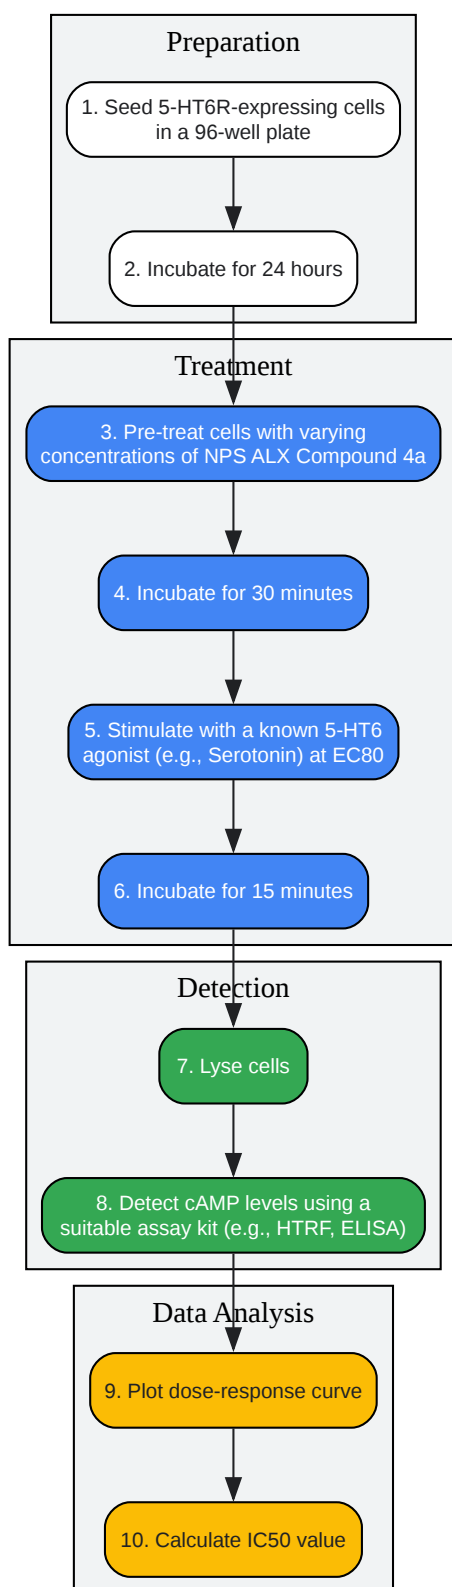 Preparation
1. Seed 5-HT6R-expressing cells
in a 96-well plate
2. Incubate for 24 hours
Treatment
3. Pre-treat cells with varying
concentrations of NPS ALX Compound 4a
4. Incubate for 30 minutes
5. Stimulate with a known 5-HT6
agonist (e.g., Serotonin) at EC80
6. Incubate for 15 minutes
Detection
7. Lyse cells
8. Detect cAMP levels using a
suitable assay kit (e.g., HTRF, ELISA)
Data Analysis
9. Plot dose-response curve
10. Calculate IC50 value